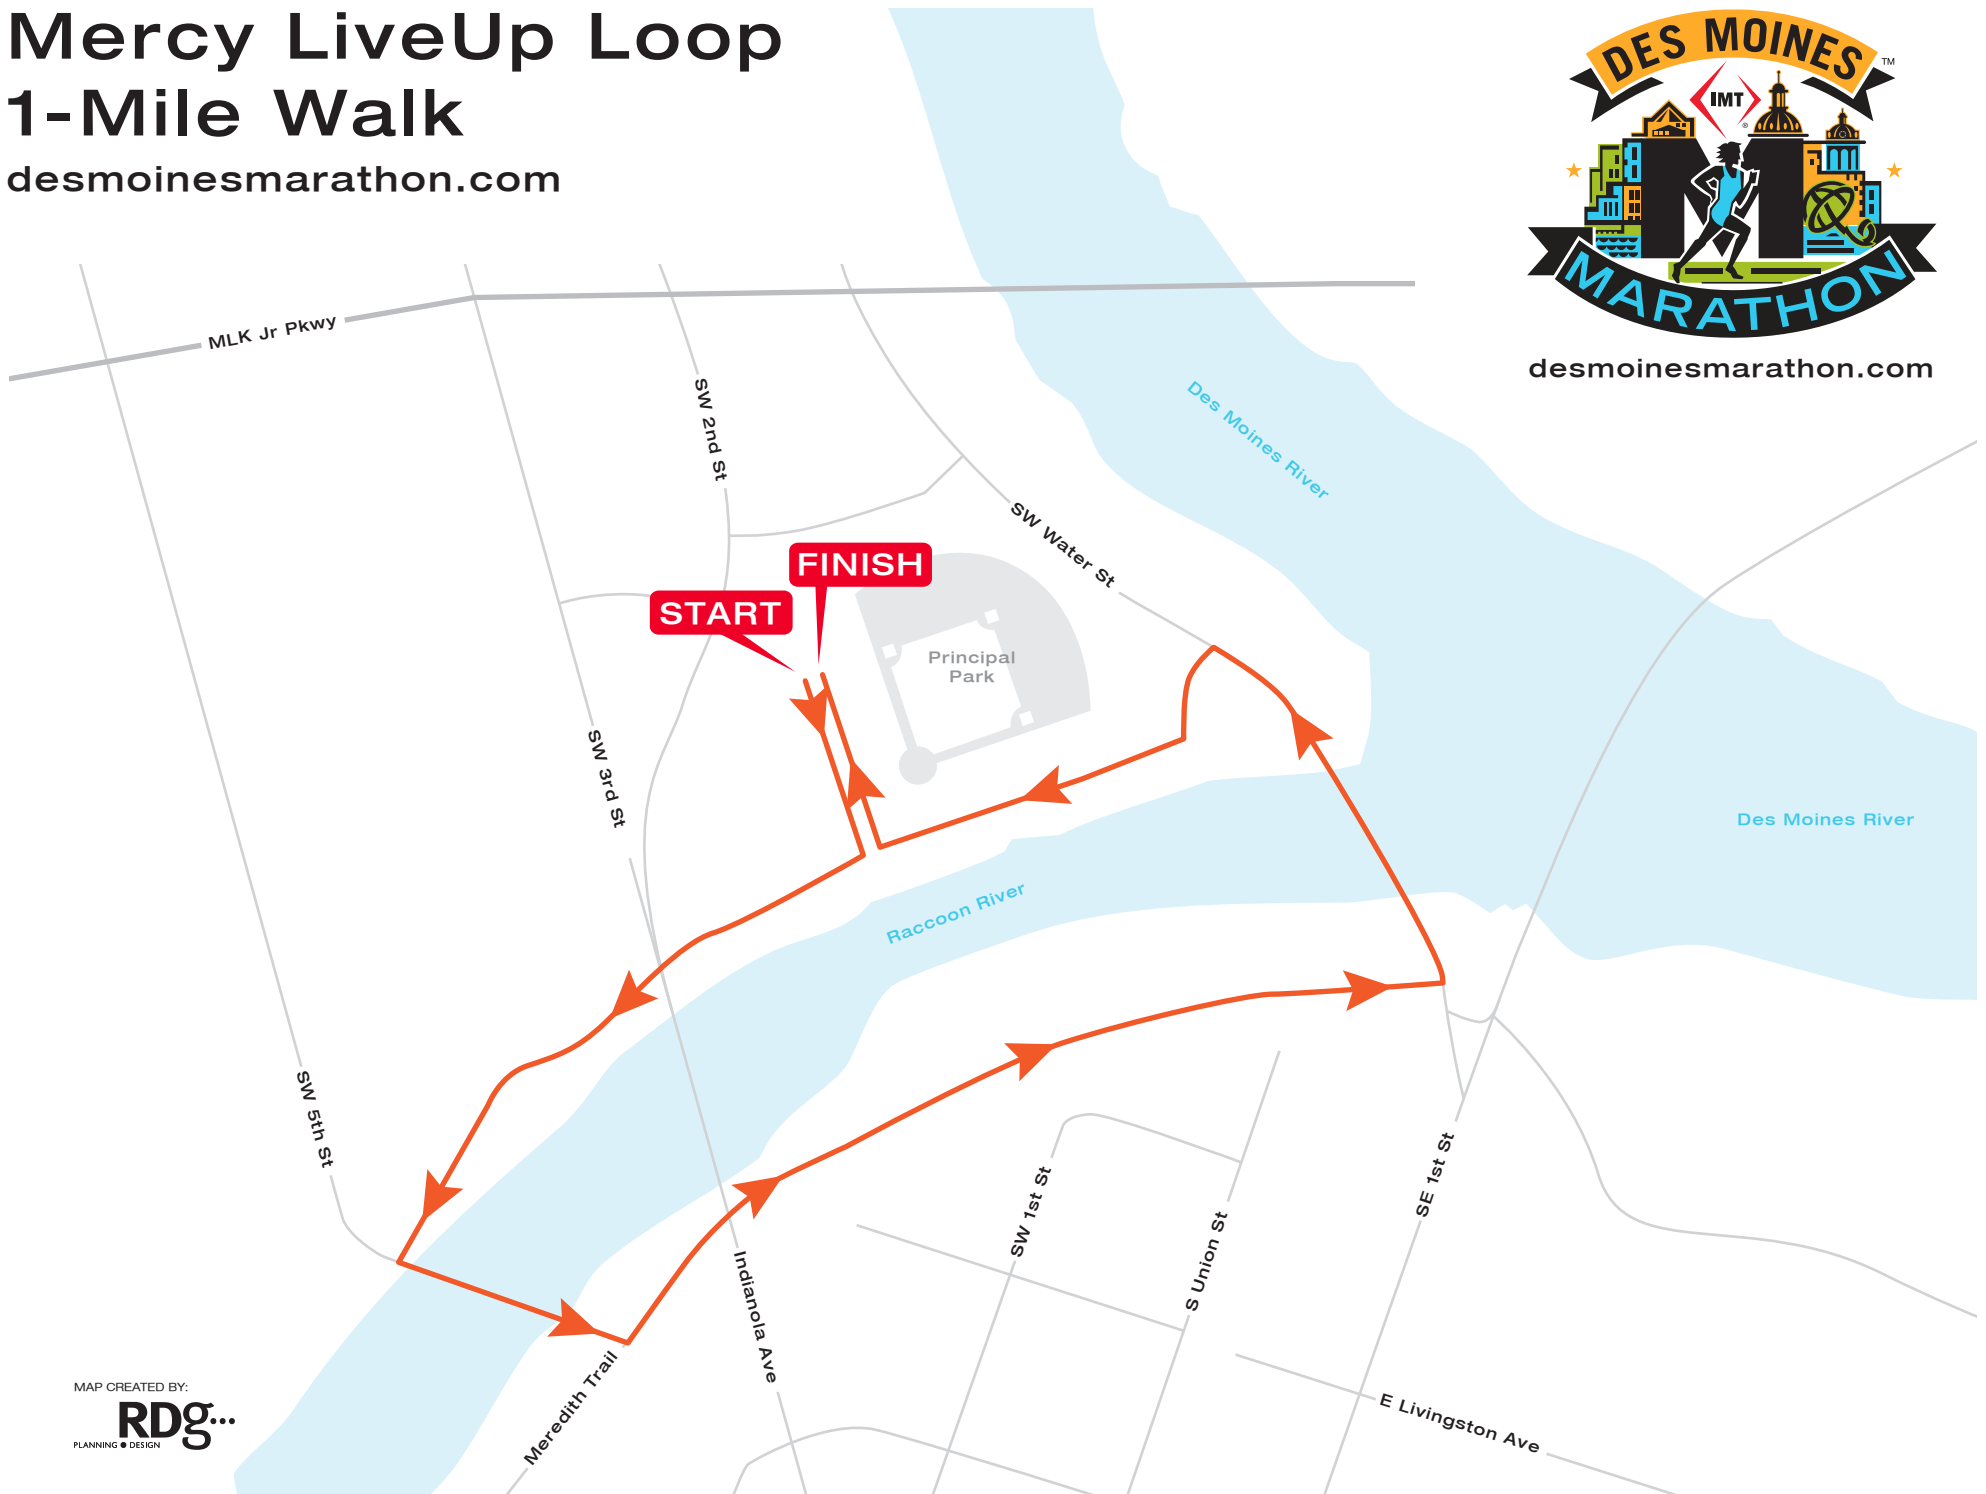 Mercy LiveUp Loop
1-Mile Walk
desmoinesmarathon.com
DES MOINES
TM
IMT
®
MARATHON
desmoinesmarathon.com
MLK Jr Pkwy
SW 2nd St
Des Moines River
SW Water St
FINISH
START
Principal
Park
SW 3rd St
Des Moines River
Raccoon River
SW 5th St
SW 1st St
SE 1st St
S Union St
Indianola Ave
Meredith Trail
E Livingston Ave
MAP CREATED BY:
RDg...
PLANNING ● DESIGN